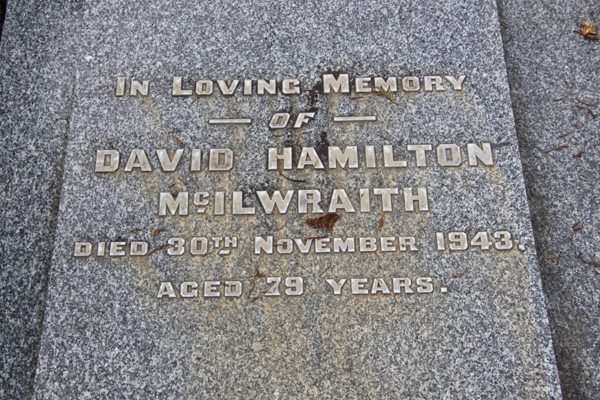 In Loving Memory
— OF —
DAVID HAMILTON
McILWRAITH
DIED 30TH NOVEMBER 1943.
AGED 79 YEARS.